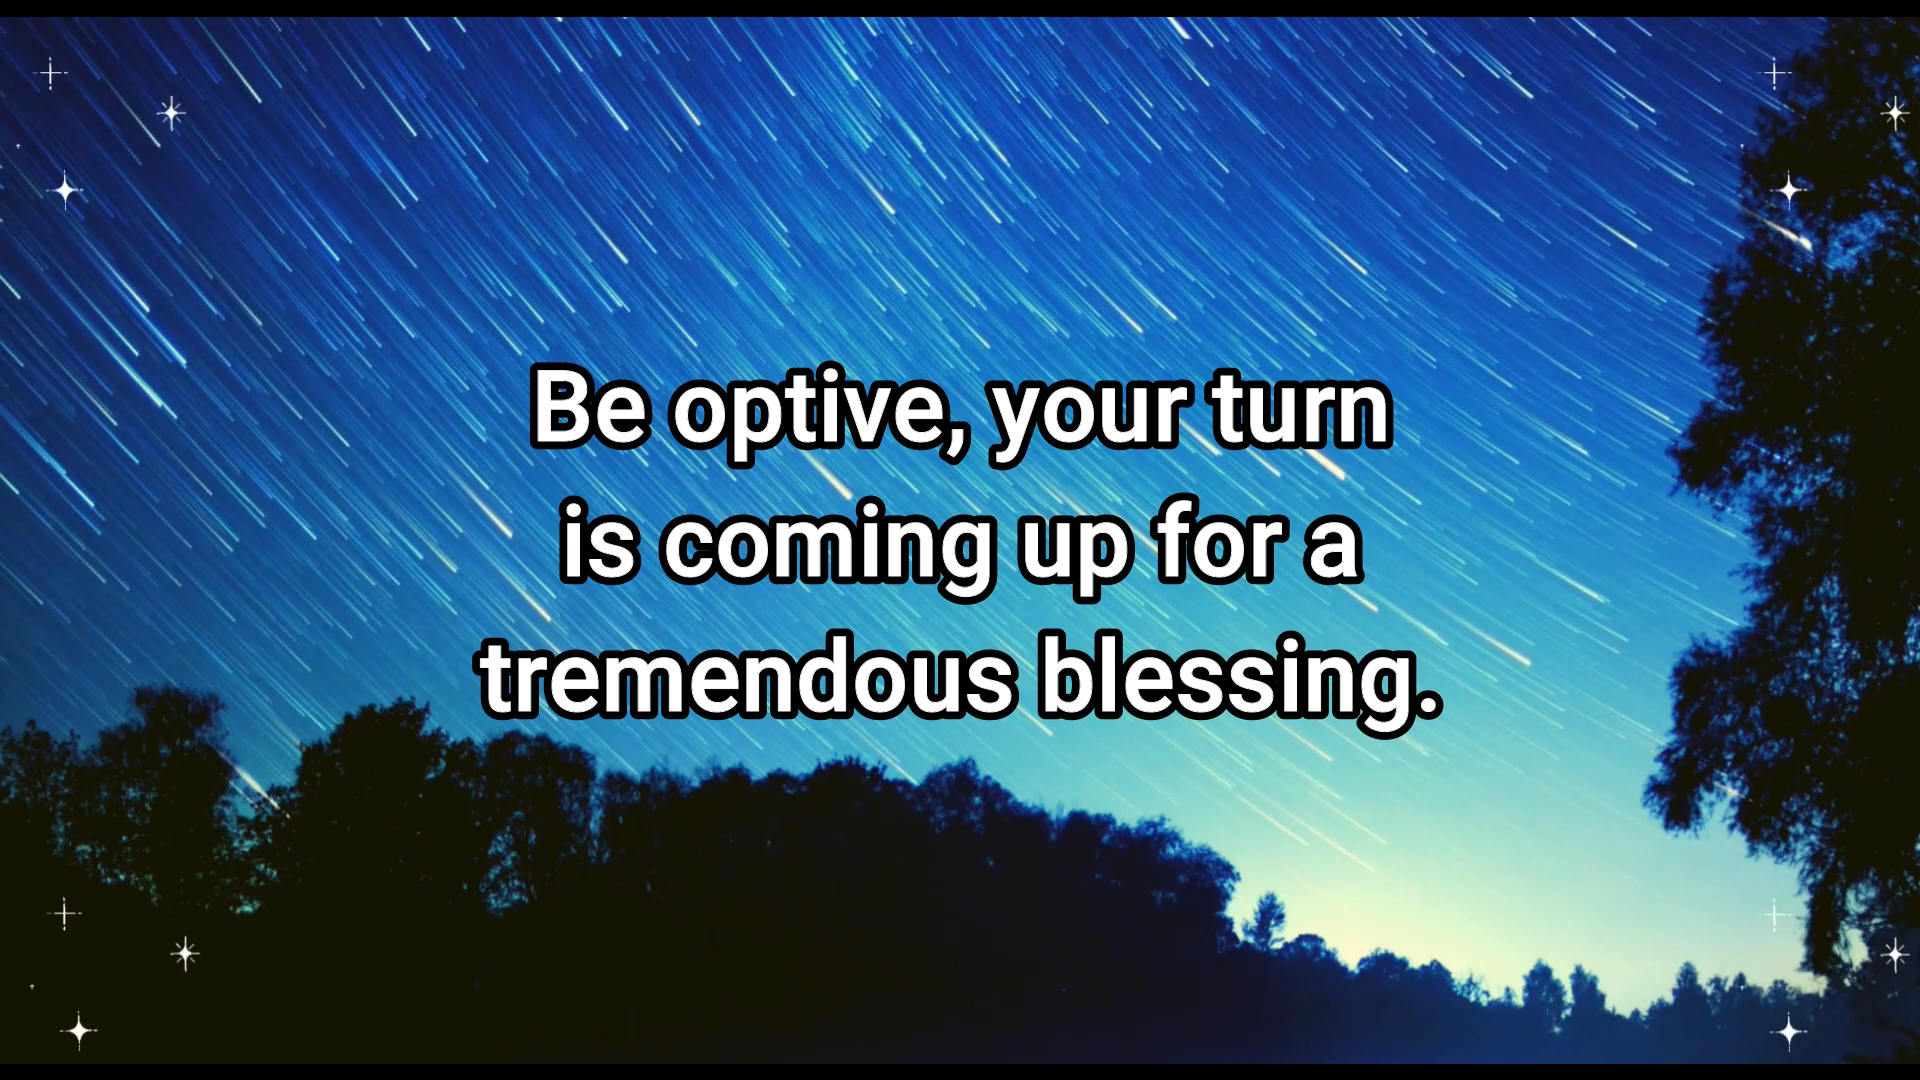 Be optive, your turn
is coming up for a
tremendous blessing.